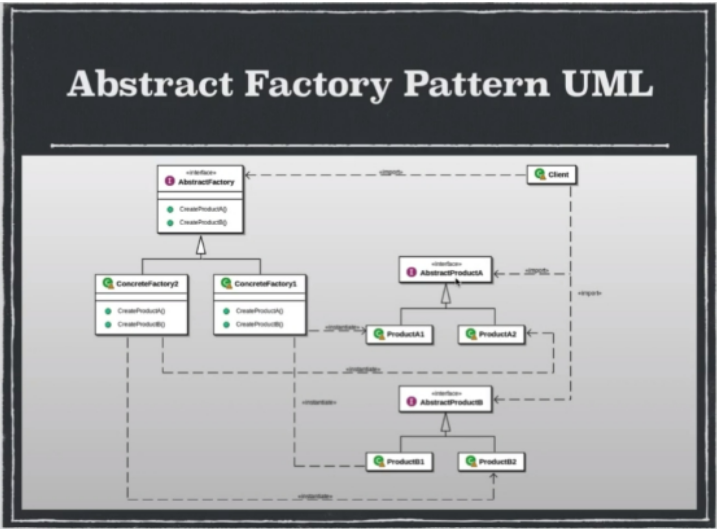 Abstract Factory Pattern UML
«interface»
I AbstractFactory
CreateProductA()
CreateProductB()
«import»
C Client
C ConcreteFactory2
CreateProductA()
CreateProductB()
C ConcreteFactory1
CreateProductA()
CreateProductB()
«interface»
I AbstractProductA
«import»
«import»
«instantiate»
C ProductA1
C ProductA2
«instantiate»
«interface»
I AbstractProductB
«instantiate»
C ProductB1
C ProductB2
«instantiate»